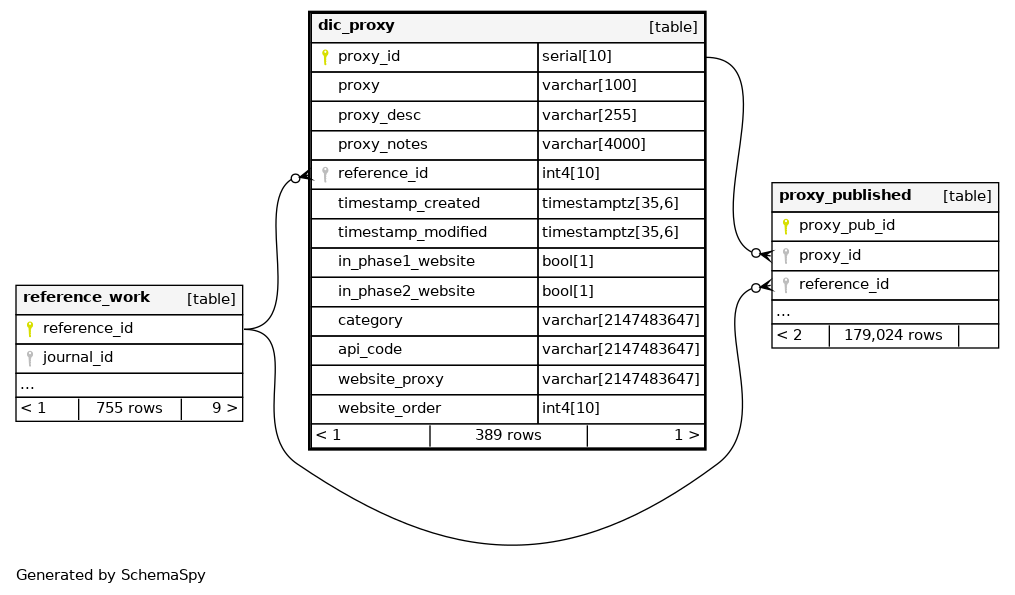 dic_proxy [table]
proxy_id serial[10]
proxy varchar[100]
proxy_desc varchar[255]
proxy_notes varchar[4000]
reference_id int4[10]
timestamp_created timestamptz[35,6]
timestamp_modified timestamptz[35,6]
in_phase1_website bool[1]
in_phase2_website bool[1]
category varchar[2147483647]
api_code varchar[2147483647]
website_proxy varchar[2147483647]
website_order int4[10]
< 1 389 rows 1 >
reference_work [table]
reference_id
journal_id
...
< 1 755 rows 9 >
proxy_published [table]
proxy_pub_id
proxy_id
reference_id
...
< 2 179,024 rows
Generated by SchemaSpy